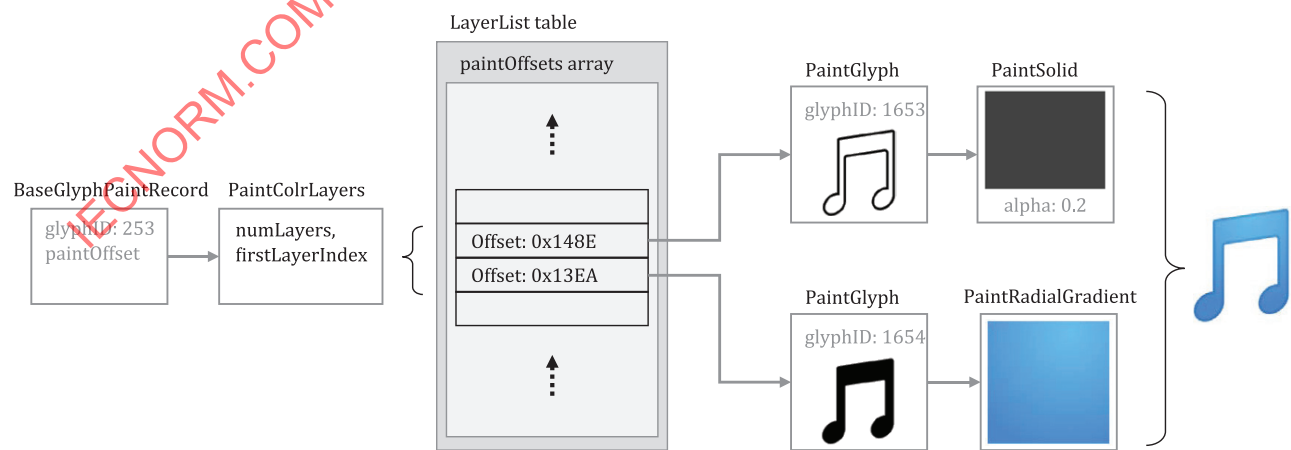 LayerList table
paintOffsets array
PaintGlyph
PaintSolid
glyphID: 1653
alpha: 0.2
BaseGlyphPaintRecord
PaintColrLayers
glyphID: 253
paintOffset
numLayers,
firstLayerIndex
Offset: 0x148E
Offset: 0x13EA
PaintGlyph
PaintRadialGradient
glyphID: 1654
IECNORM.COM